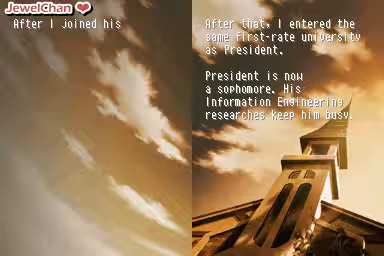 JewelChan
After I joined his
After that, I entered the
same first-rate university
as President.
President is now
a sophomore. His
Information Engineering
researches keep him busy.